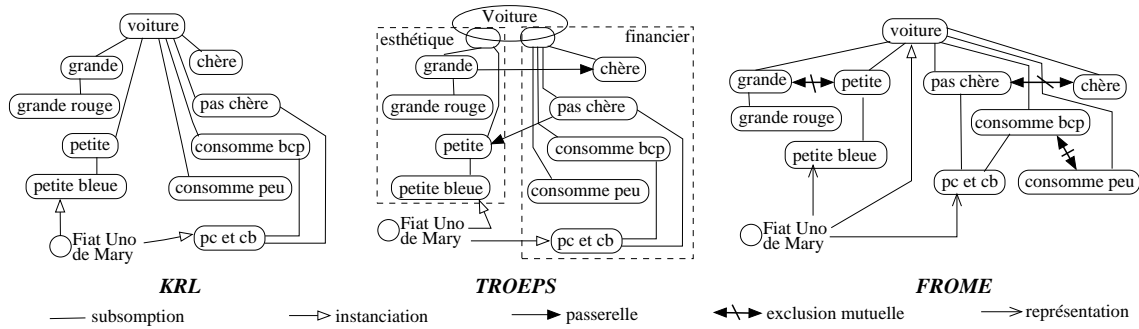 voiture
grande
chère
grande rouge
pas chère
petite
consomme bcp
petite bleue
consomme peu
Fiat Uno
de Mary
pc et cb
KRL
Voiture
esthétique
financier
grande
chère
grande rouge
pas chère
petite
consomme bcp
petite bleue
consomme peu
Fiat Uno
de Mary
pc et cb
TROEPS
voiture
grande
petite
pas chère
chère
grande rouge
consomme bcp
petite bleue
pc et cb
consomme peu
Fiat Uno
de Mary
FROME
subsomption
instanciation
passerelle
exclusion mutuelle
représentation